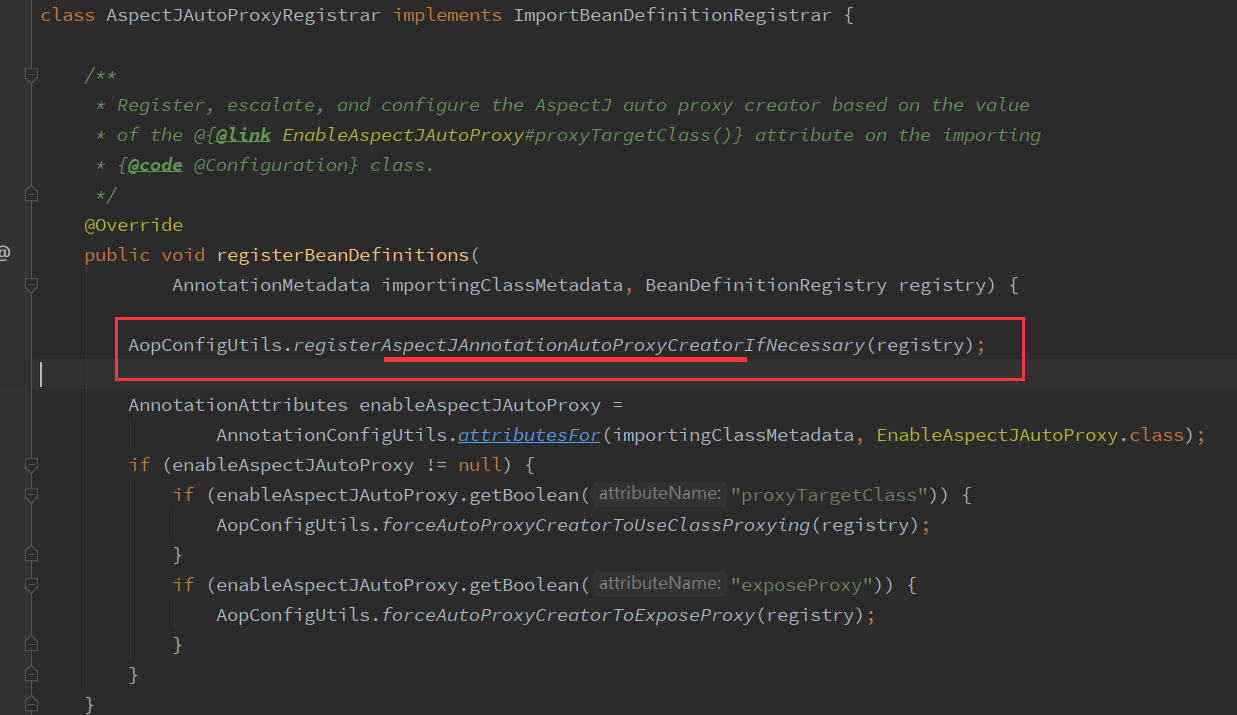 class AspectJAutoProxyRegistrar implements ImportBeanDefinitionRegistrar {
/**
* Register, escalate, and configure the AspectJ auto proxy creator based on the value
* of the @{@link EnableAspectJAutoProxy#proxyTargetClass()} attribute on the importing
* {@code @Configuration} class.
*/
@Override
@
public void registerBeanDefinitions(
AnnotationMetadata importingClassMetadata, BeanDefinitionRegistry registry) {
AopConfigUtils.registerAspectJAnnotationAutoProxyCreatorIfNecessary(registry);
AnnotationAttributes enableAspectJAutoProxy =
AnnotationConfigUtils.attributesFor(importingClassMetadata, EnableAspectJAutoProxy.class);
if (enableAspectJAutoProxy != null) {
if (enableAspectJAutoProxy.getBoolean( attributeName: "proxyTargetClass")) {
AopConfigUtils.forceAutoProxyCreatorToUseClassProxying(registry);
}
if (enableAspectJAutoProxy.getBoolean( attributeName: "exposeProxy")) {
AopConfigUtils.forceAutoProxyCreatorToExposeProxy(registry);
}
}
}